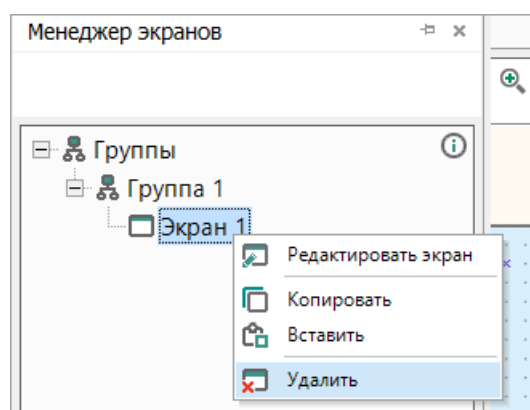 Менеджер экранов
Группы
Группа 1
Экран 1
Редактировать экран
Копировать
Вставить
Удалить